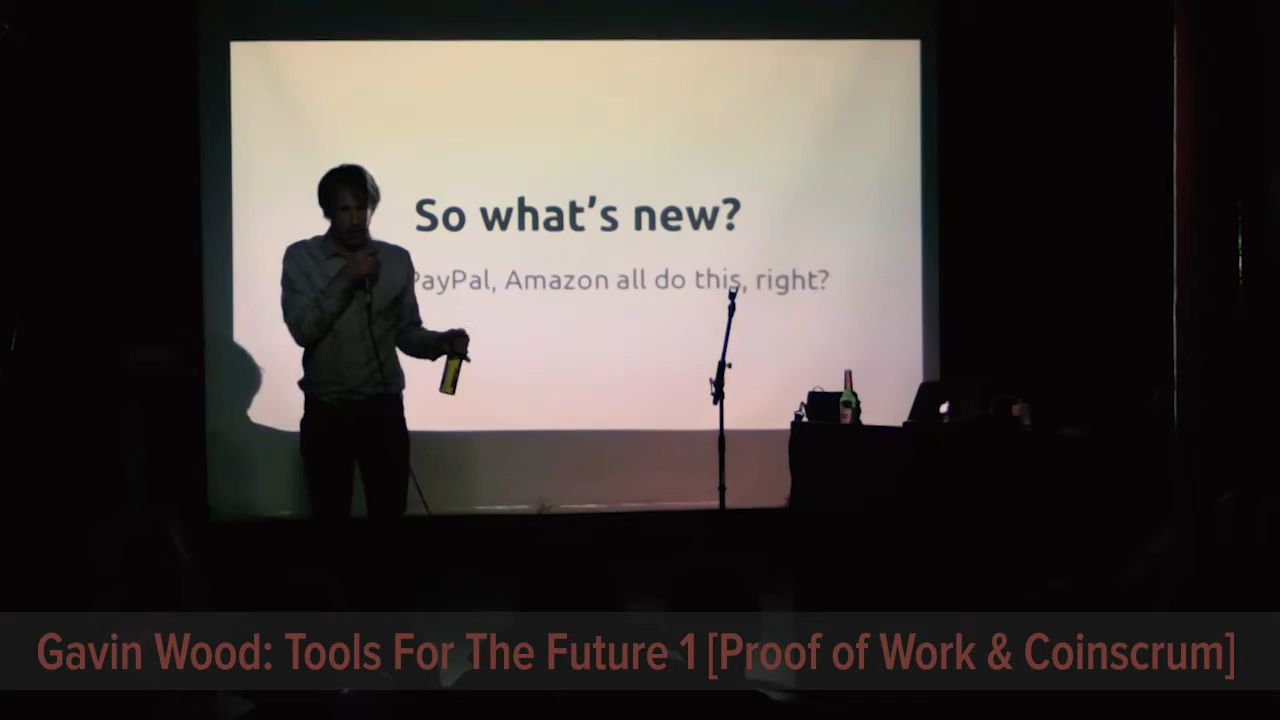 So what's new?
PayPal, Amazon all do this, right?
Gavin Wood: Tools For The Future 1 [Proof of Work & Coinscrum]